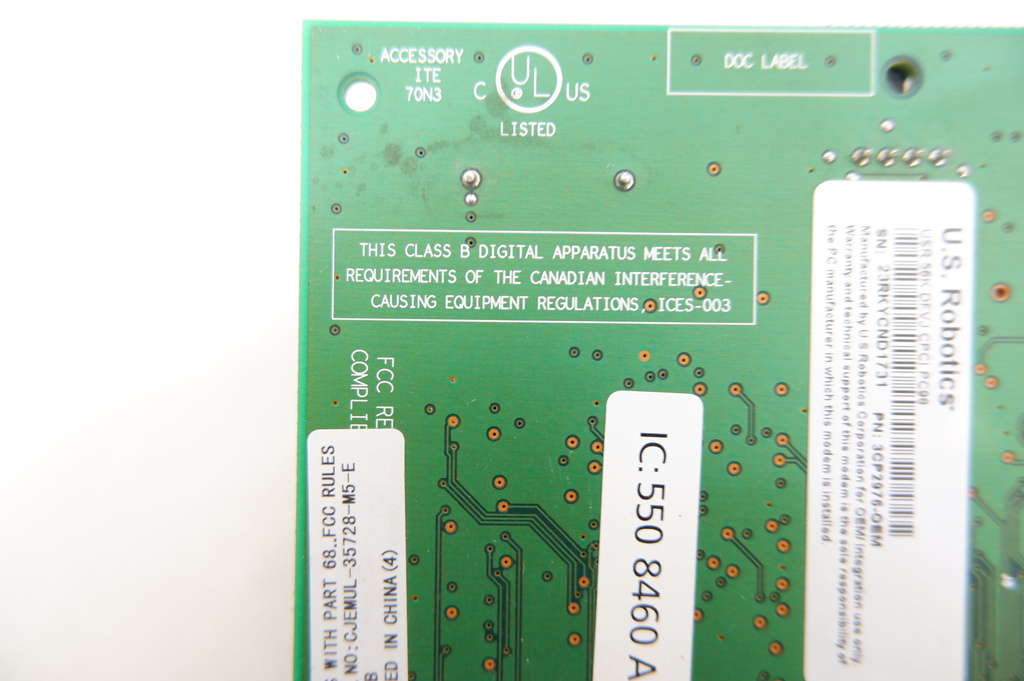 ACCESSORY
ITE
70N3
C UL US
LISTED
DOC LABEL
THIS CLASS B DIGITAL APPARATUS MEETS ALL
REQUIREMENTS OF THE CANADIAN INTERFERENCE-
CAUSING EQUIPMENT REGULATIONS, ICES-003
FCC RE
COMPLIE
S WITH PART 68..FCC RULES
NO:CJEMUL-35728-M5-E
B
ED IN CHINA(4)
IC: 550 8460 A
U.S. Robotics
USR 56K DFVJ CPCI PC98
SN: 23RKYCND1731 PN: 3CP2976-OEM
Manufactured by U.S Robotics Corporation for OEM Integration use only.
Warranty and technical support of this modem is the sole responsibility of
the PC manufacturer in which this modem is installed.